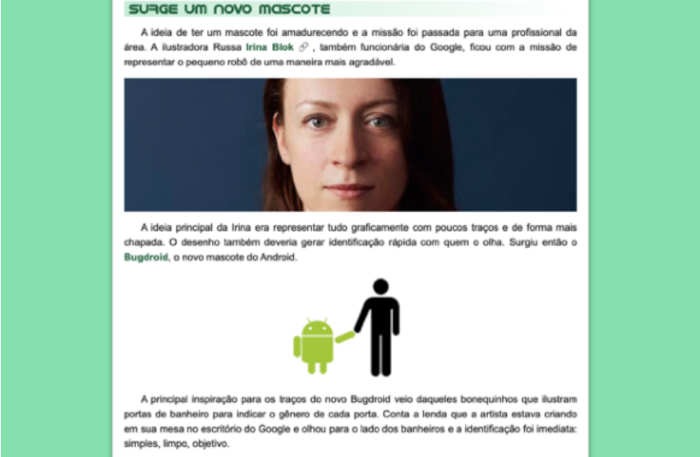 SURGE UM NOVO MASCOTE
A ideia de ter um mascote foi amadurecendo e a missão foi passada para uma profissional da
área. A ilustradora Russa Irina Blok , também funcionária do Google, ficou com a missão de
representar o pequeno robô de uma maneira mais agradável.
A ideia principal da Irina era representar tudo graficamente com poucos traços e de forma mais
chapada. O desenho também deveria gerar identificação rápida com quem o olha. Surgiu então o
Bugdroid, o novo mascote do Android.
A principal inspiração para os traços do novo Bugdroid veio daqueles bonequinhos que ilustram
portas de banheiro para indicar o gênero de cada porta. Conta a lenda que a artista estava criando
em sua mesa no escritório do Google e olhou para o lado dos banheiros e a identificação foi imediata:
simples, limpo, objetivo.